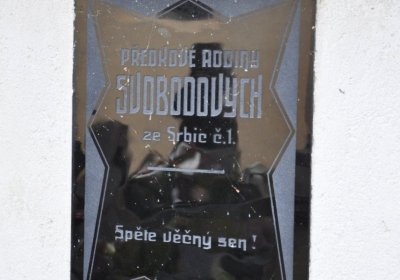 PŘEDKOVÉ RODINY
SVOBODOVÝCH
ze Srbic č.1.
Spěte věčný sen!